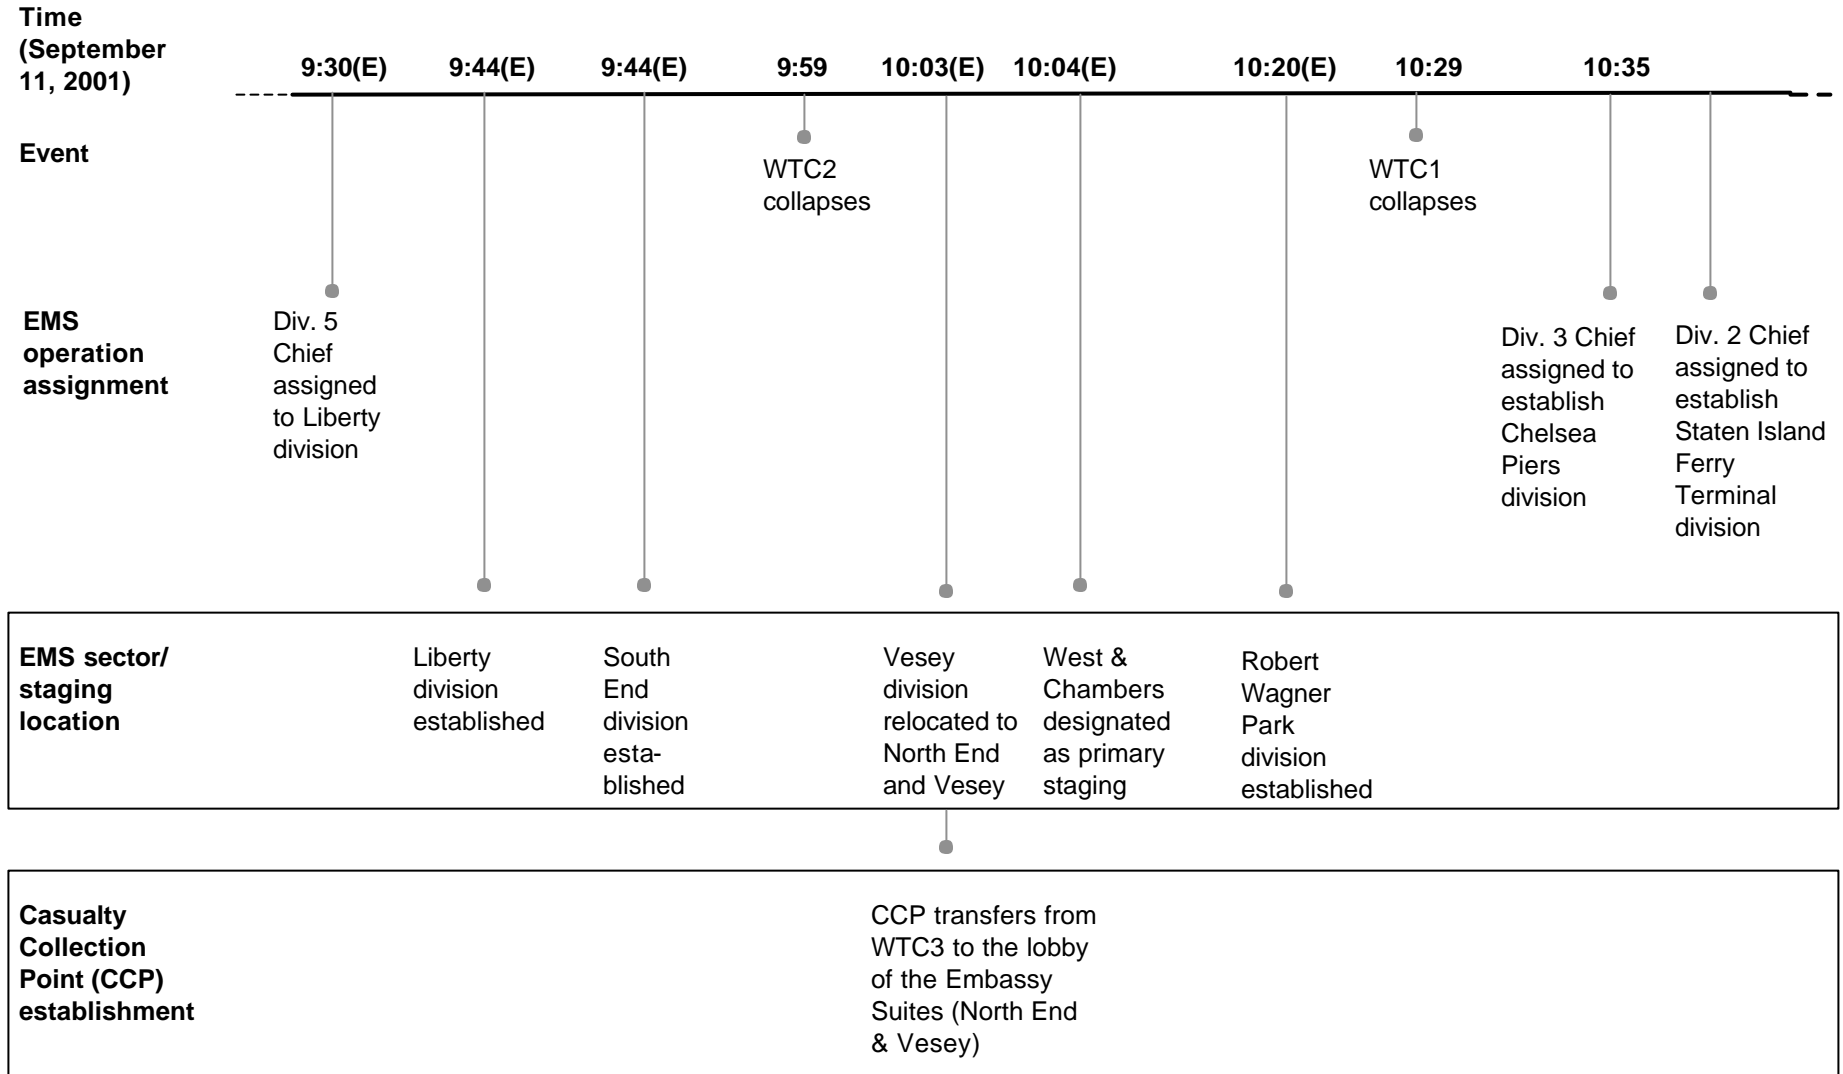 Time
(September
11, 2001)
9:30(E) 9:44(E) 9:44(E) 9:59 10:03(E) 10:04(E) 10:20(E) 10:29 10:35
Event
WTC2
collapses
WTC1
collapses
EMS
operation
assignment
Div. 5
Chief
assigned
to Liberty
division
Div. 3 Chief
assigned to
establish
Chelsea
Piers
division
Div. 2 Chief
assigned to
establish
Staten Island
Ferry
Terminal
division
EMS sector/
staging
location
Liberty
division
established
South
End
division
esta-
blished
Vesey
division
relocated to
North End
and Vesey
West &
Chambers
designated
as primary
staging
Robert
Wagner
Park
division
established
Casualty
Collection
Point (CCP)
establishment
CCP transfers from
WTC3 to the lobby
of the Embassy
Suites (North End
& Vesey)